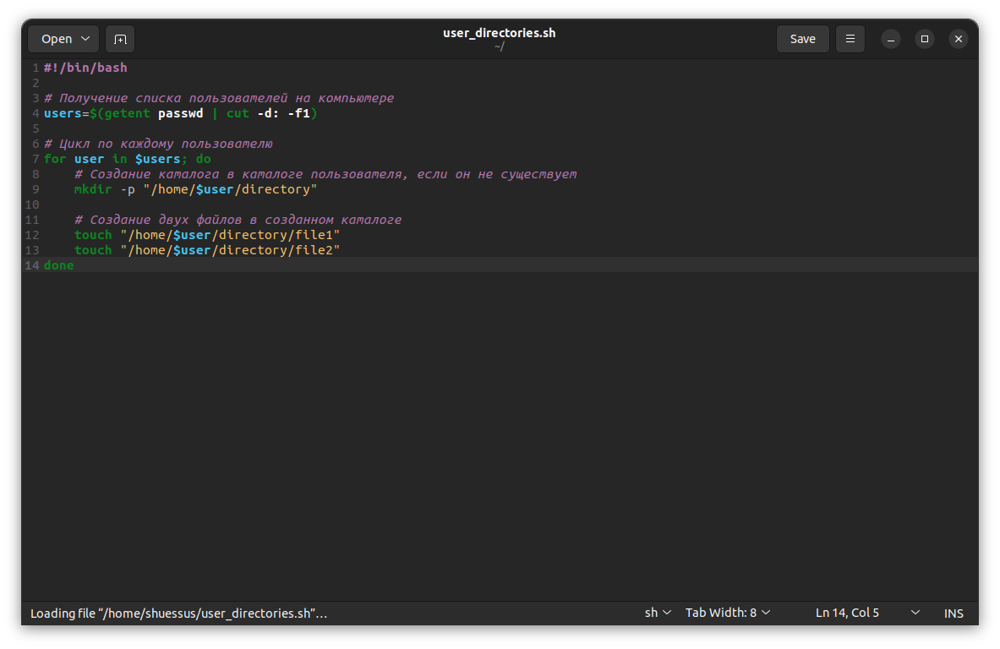 Open
user_directories.sh
~/
Save
1 #!/bin/bash
2
3 # Получение списка пользователей на компьютере
4 users=$(getent passwd | cut -d: -f1)
5
6 # Цикл по каждому пользователю
7 for user in $users; do
8     # Создание каталога в каталоге пользователя, если он не существует
9     mkdir -p "/home/$user/directory"
10
11     # Создание двух файлов в созданном каталоге
12     touch "/home/$user/directory/file1"
13     touch "/home/$user/directory/file2"
14 done
Loading file “/home/shuessus/user_directories.sh”… sh Tab Width: 8 Ln 14, Col 5 INS